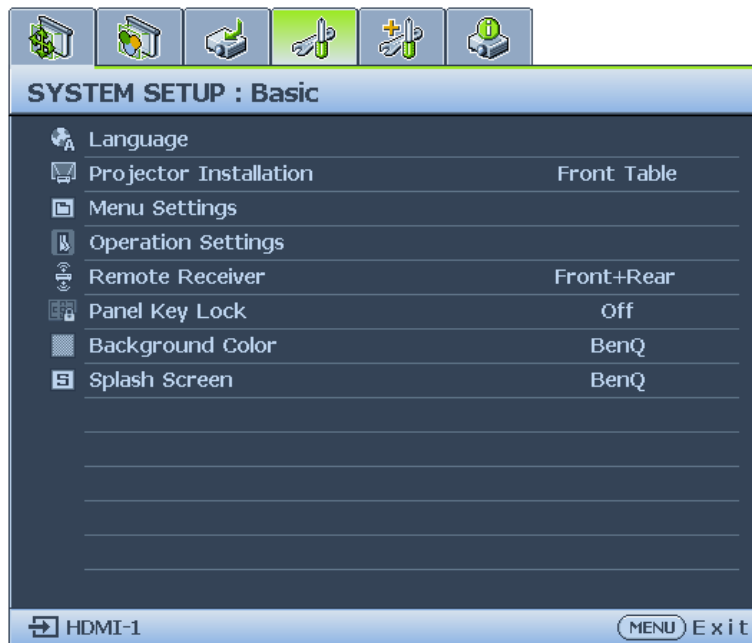 SYSTEM SETUP : Basic
Language
Projector Installation Front Table
Menu Settings
Operation Settings
Remote Receiver Front+Rear
Panel Key Lock Off
Background Color BenQ
Splash Screen BenQ
HDMI-1 MENU Exit